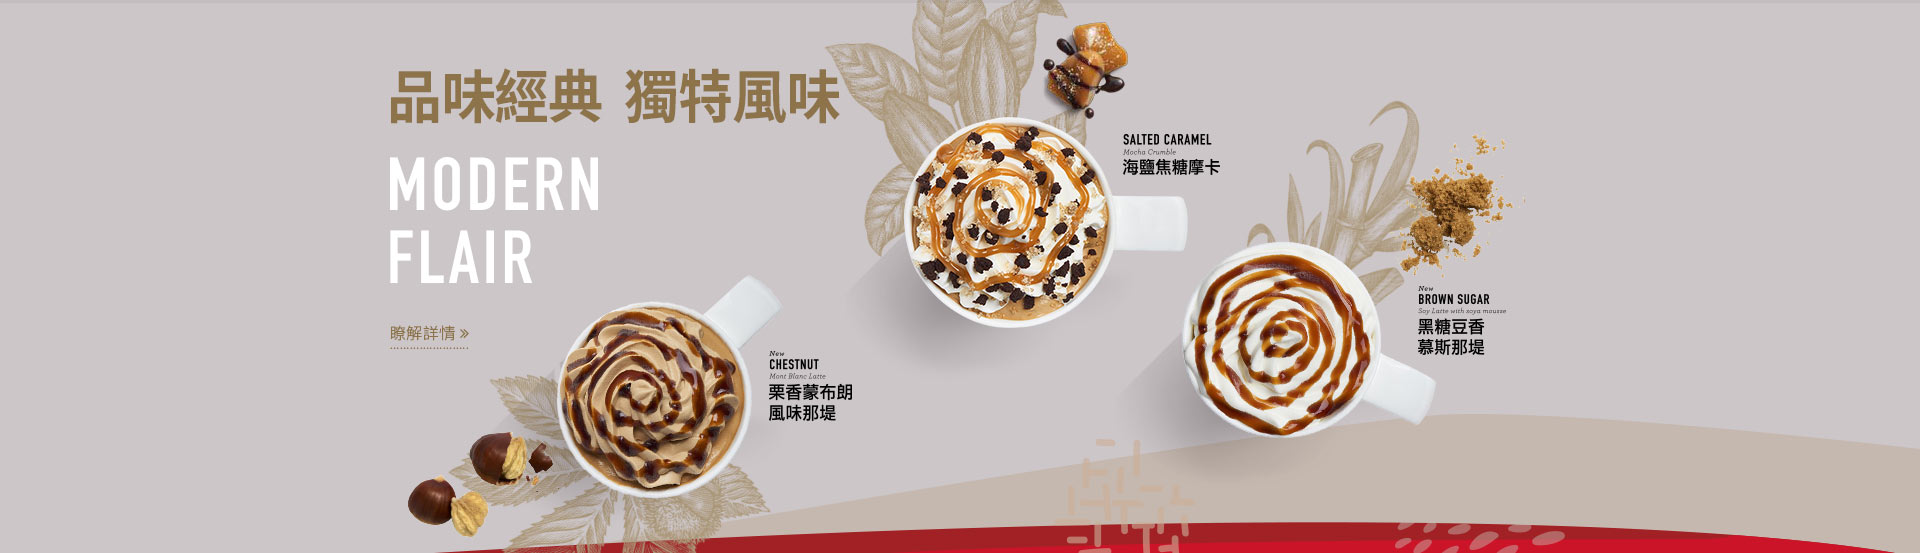 品味經典 獨特風味
MODERN
FLAIR
瞭解詳情 »
New
CHESTNUT
Mont Blanc Latte
栗香蒙布朗
風味那堤
SALTED CARAMEL
Mocha Crumble
海鹽焦糖摩卡
New
BROWN SUGAR
Soy Latte with soya mousse
黑糖豆香
慕斯那堤